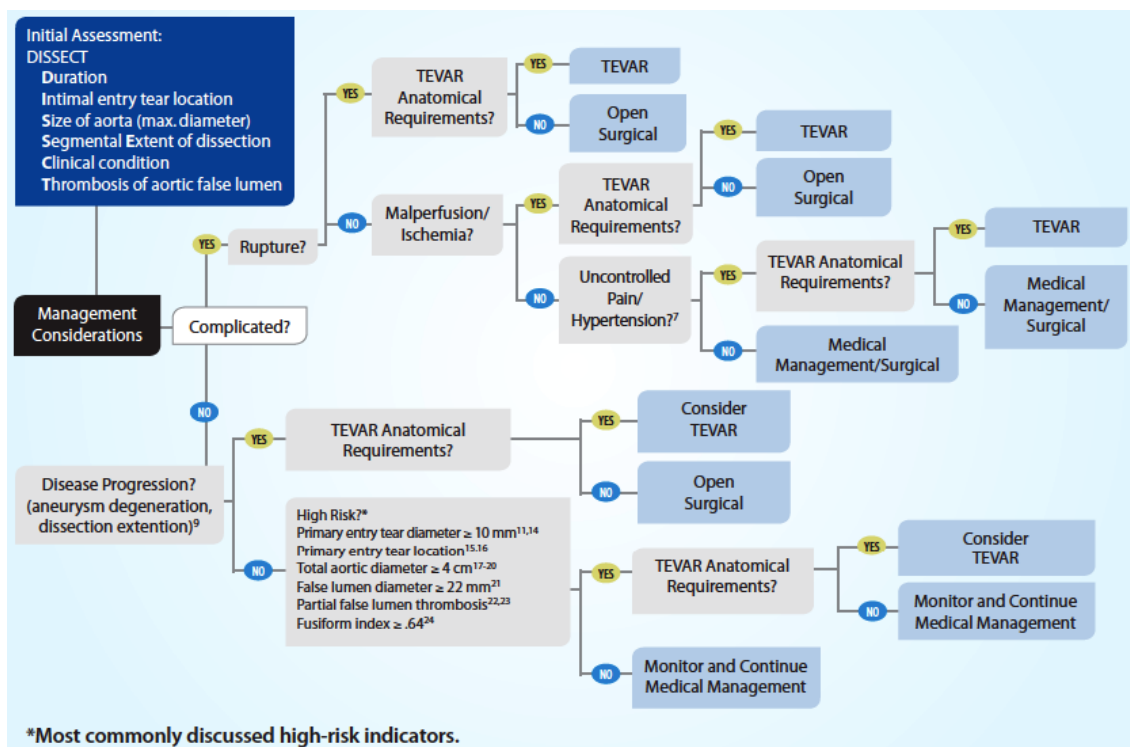 Initial Assessment:
DISSECT
Duration
Intimal entry tear location
Size of aorta (max. diameter)
Segmental Extent of dissection
Clinical condition
Thrombosis of aortic false lumen
Management
Considerations
Complicated?
YES
Rupture?
YES
TEVAR
Anatomical
Requirements?
YES
TEVAR
NO
Open
Surgical
NO
Malperfusion/
Ischemia?
YES
TEVAR
Anatomical
Requirements?
YES
TEVAR
NO
Open
Surgical
NO
Uncontrolled
Pain/
Hypertension?7
YES
TEVAR Anatomical
Requirements?
YES
TEVAR
NO
Medical
Management/
Surgical
NO
Medical
Management/Surgical
NO
Disease Progression?
(aneurysm degeneration,
dissection extention)9
YES
TEVAR Anatomical
Requirements?
YES
Consider
TEVAR
NO
Open
Surgical
NO
High Risk?*
Primary entry tear diameter ≥ 10 mm11,14
Primary entry tear location15.16
Total aortic diameter ≥ 4 cm17-20
False lumen diameter ≥ 22 mm21
Partial false lumen thrombosis22,23
Fusiform index ≥ .6424
YES
TEVAR Anatomical
Requirements?
YES
Consider
TEVAR
NO
Monitor and Continue
Medical Management
NO
Monitor and Continue
Medical Management
*Most commonly discussed high-risk indicators.